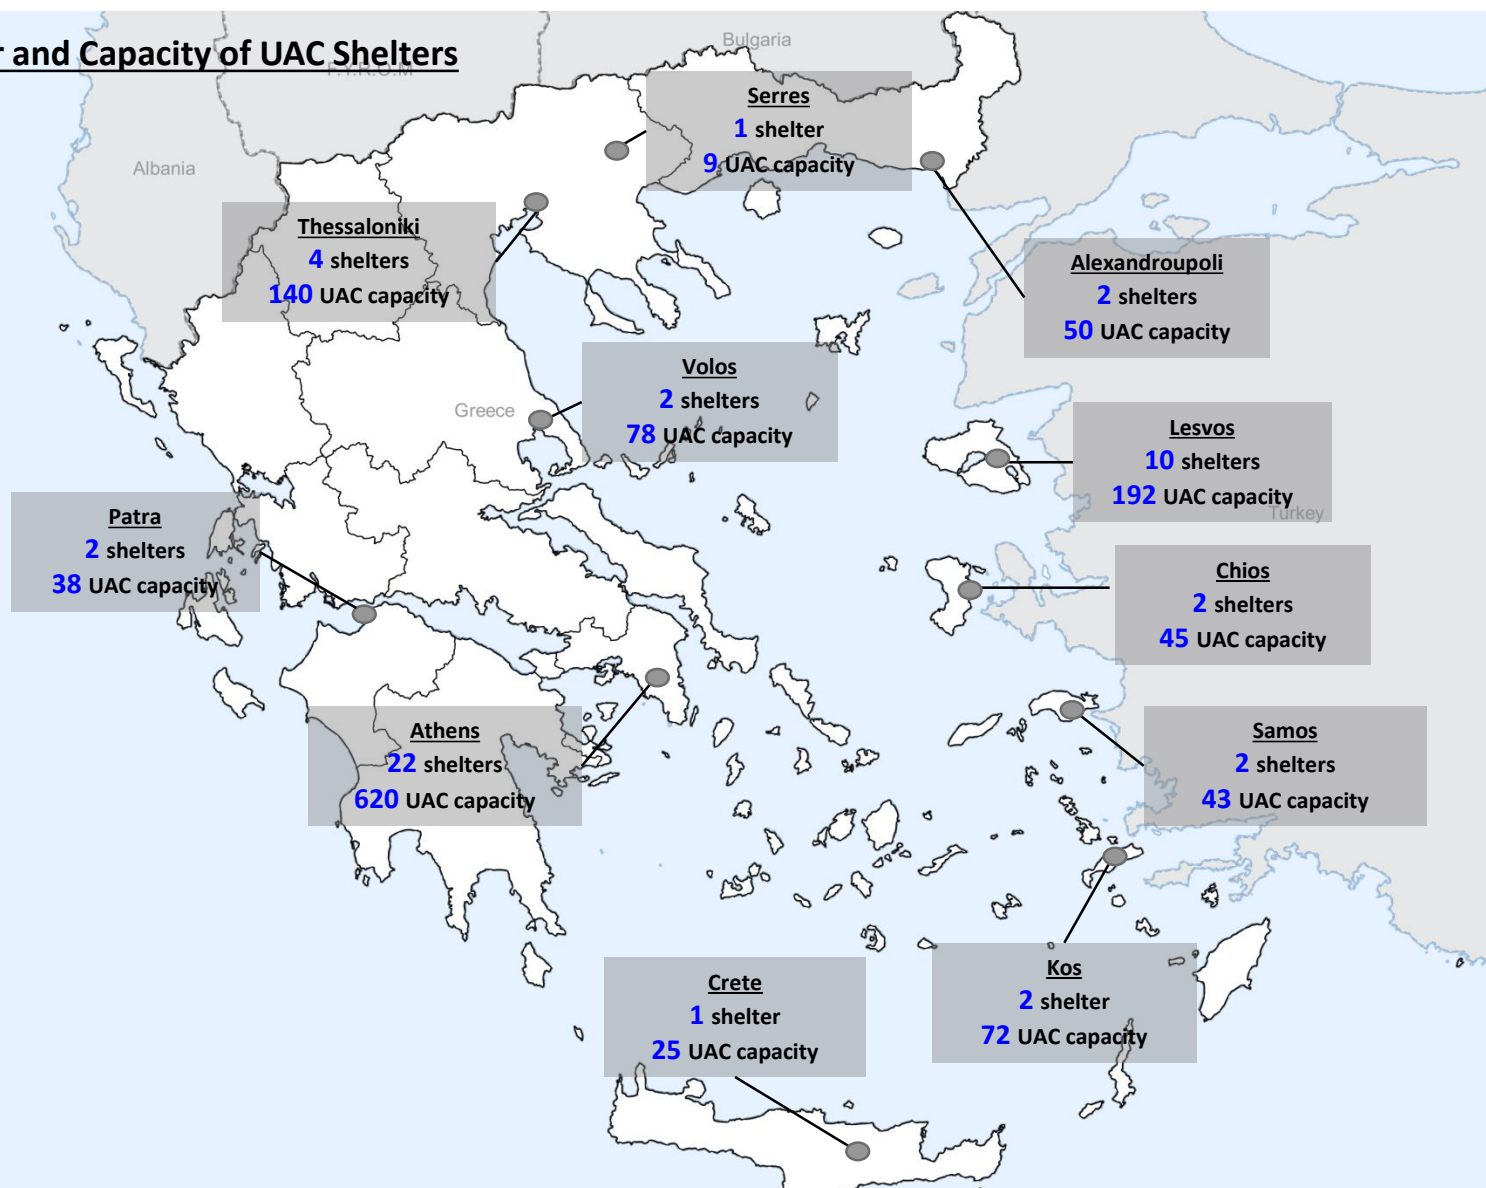 r and Capacity of UAC Shelters
Bulgaria
F.Y.R.O.M
Albania
Serres
1 shelter
9 UAC capacity
Thessaloniki
4 shelters
140 UAC capacity
Alexandroupoli
2 shelters
50 UAC capacity
Volos
2 shelters
78 UAC capacity
Greece
Lesvos
10 shelters
192 UAC capacity
Turkey
Patra
2 shelters
38 UAC capacity
Chios
2 shelters
45 UAC capacity
Athens
22 shelters
620 UAC capacity
Samos
2 shelters
43 UAC capacity
Crete
1 shelter
25 UAC capacity
Kos
2 shelter
72 UAC capacity